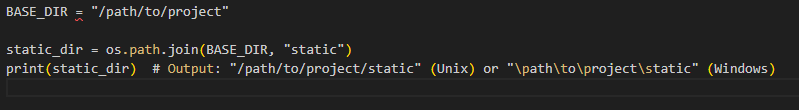 BASE_DIR = "/path/to/project"
static_dir = os.path.join(BASE_DIR, "static")
print(static_dir)  # Output: "/path/to/project/static" (Unix) or "\path\to\project\static" (Windows)